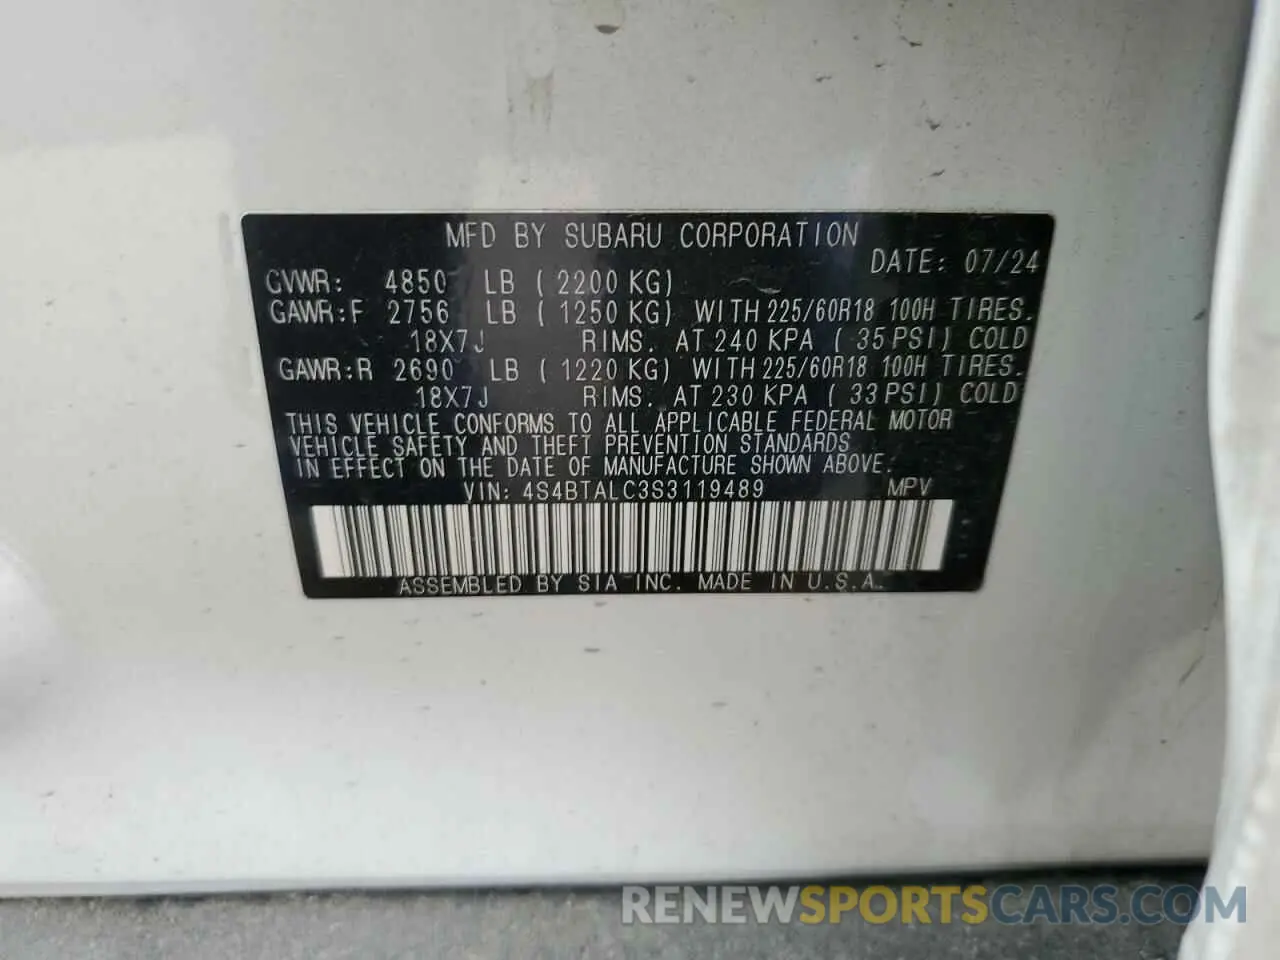 MFD BY SUBARU CORPORATION
DATE: 07/24
GVWR: 4850 LB ( 2200 KG)
GAWR:F 2756 LB ( 1250 KG) WITH 225/60R18 100H TIRES.
18X7J RIMS. AT 240 KPA ( 35 PSI) COLD
GAWR:R 2690 LB ( 1220 KG) WITH 225/60R18 100H TIRES.
18X7J RIMS. AT 230 KPA ( 33 PSI) COLD
THIS VEHICLE CONFORMS TO ALL APPLICABLE FEDERAL MOTOR
VEHICLE SAFETY AND THEFT PREVENTION STANDARDS
IN EFFECT ON THE DATE OF MANUFACTURE SHOWN ABOVE.
VIN: 4S4BTALC3S3119489 MPV
ASSEMBLED BY SIA INC. MADE IN U.S.A.
RENEWSPORTSCARS.COM